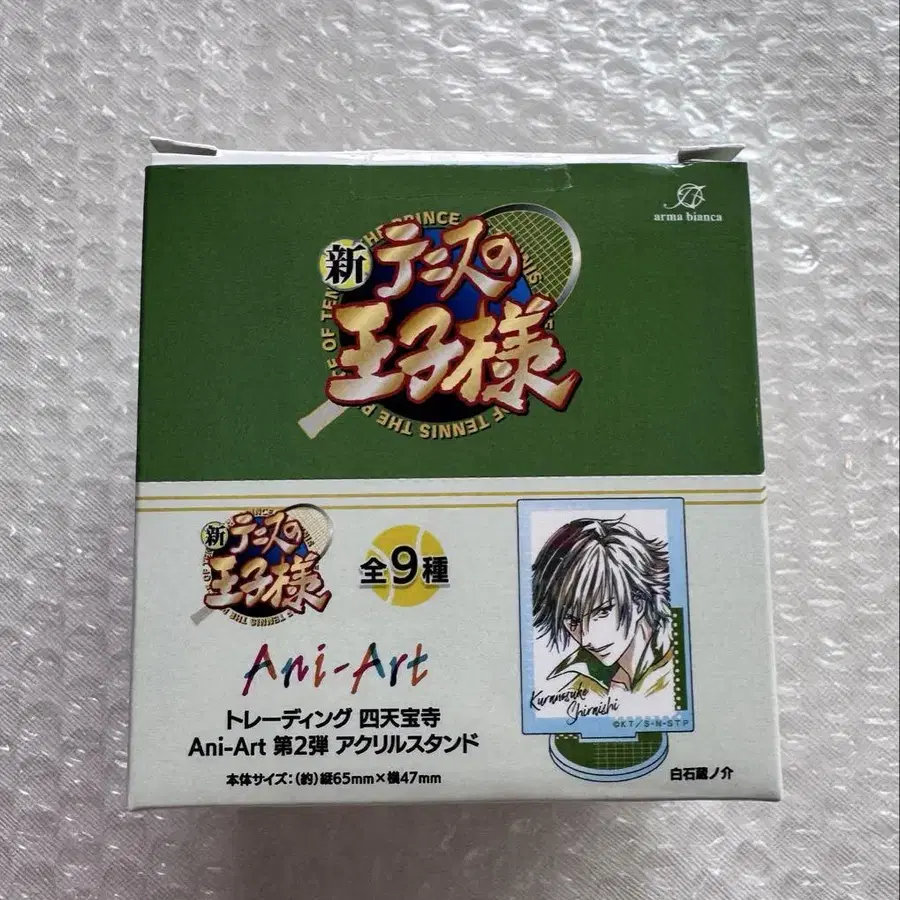 arma bianca
新テニスの
王子様
THE PRINCE OF TENNIS THE PRINCE OF TENNIS
新テニスの
王子様
全9種
Ani-Art
トレーディング 四天宝寺
Ani-Art 第2弾 アクリルスタンド
本体サイズ:(約)縦65mm×横47mm
Kuranosuke
Shiraishi
©KT/S・N・STP
白石蔵ノ介